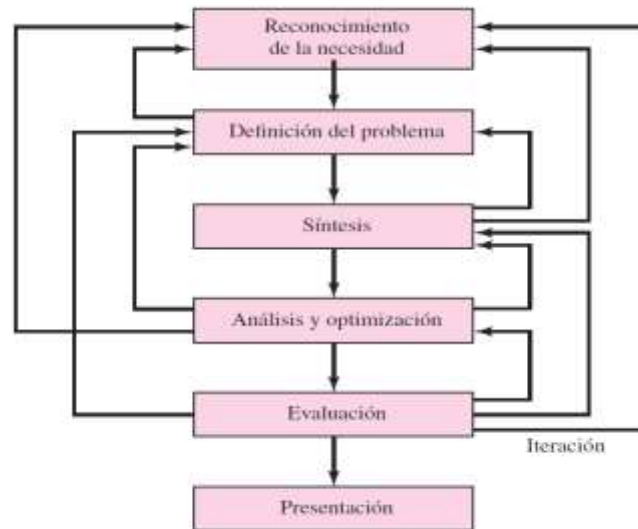 Reconocimiento
de la necesidad
Definición del problema
Síntesis
Análisis y optimización
Evaluación
Iteración
Presentación